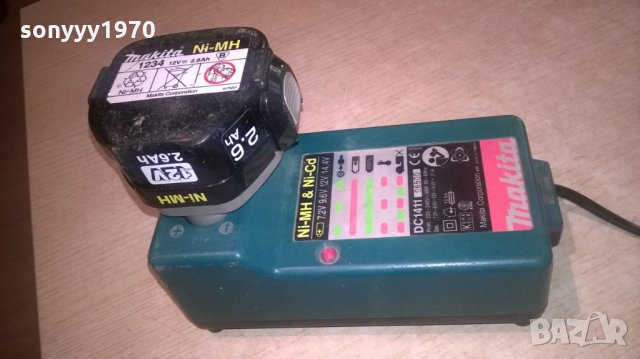 sonyyy1970
Makita Ni-MH
1234 12V 2.6Ah B
Ni-MH
Makita Corporation
2.6
Ah
12V
2.6Ah
Ni-MH
Ni-MH & Ni-Cd
7.2V 9.6V 12V 14.4V
DC1411
Makita Corporation
makita
bazar